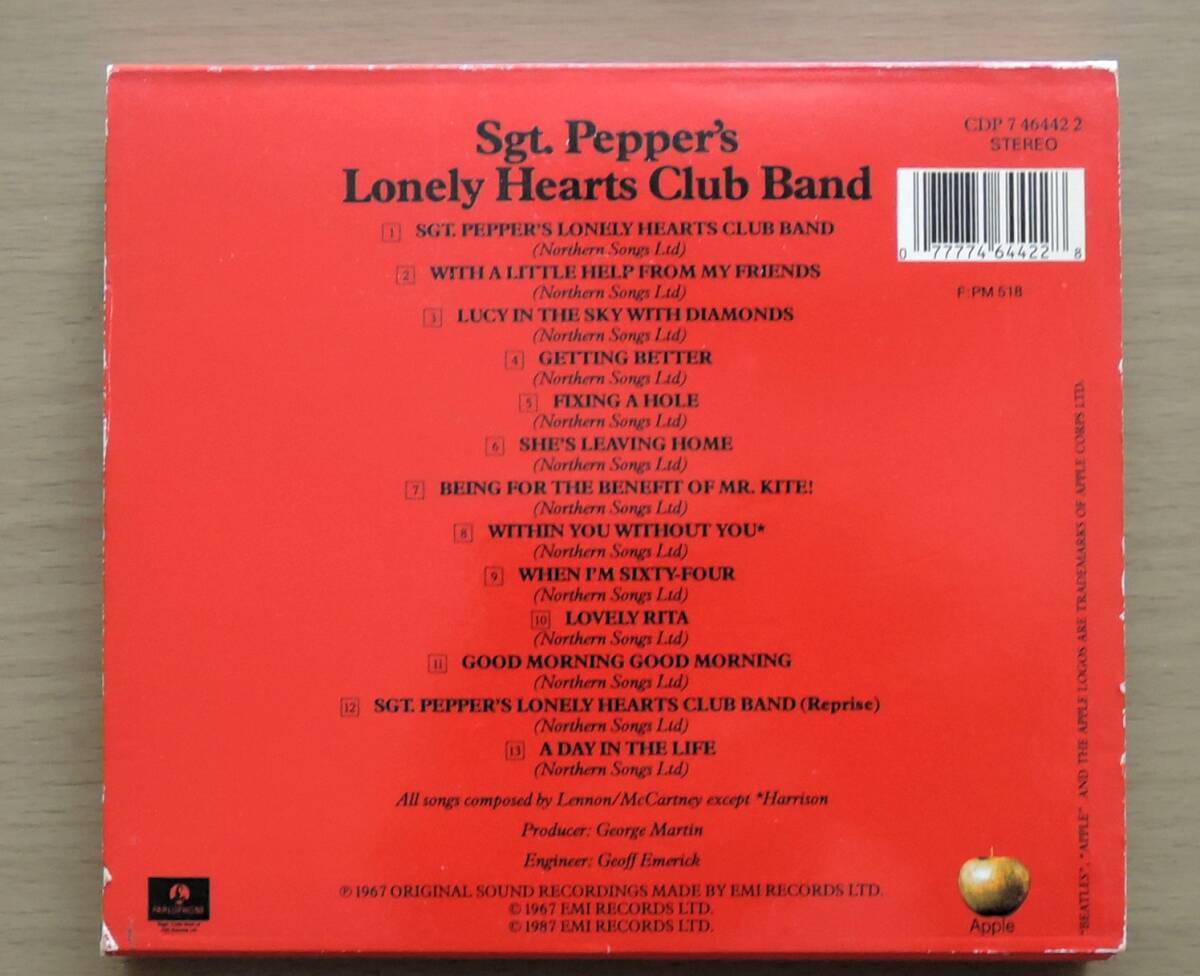 Sgt. Pepper's
Lonely Hearts Club Band
CDP 7 46442 2
STEREO
0 77774 64422 8
F:PM 518
1 SGT. PEPPER'S LONELY HEARTS CLUB BAND
(Northern Songs Ltd)
2 WITH A LITTLE HELP FROM MY FRIENDS
(Northern Songs Ltd)
3 LUCY IN THE SKY WITH DIAMONDS
(Northern Songs Ltd)
4 GETTING BETTER
(Northern Songs Ltd)
5 FIXING A HOLE
(Northern Songs Ltd)
6 SHE'S LEAVING HOME
(Northern Songs Ltd)
7 BEING FOR THE BENEFIT OF MR. KITE!
(Northern Songs Ltd)
8 WITHIN YOU WITHOUT YOU*
(Northern Songs Ltd)
9 WHEN I'M SIXTY-FOUR
(Northern Songs Ltd)
10 LOVELY RITA
(Northern Songs Ltd)
11 GOOD MORNING GOOD MORNING
(Northern Songs Ltd)
12 SGT. PEPPER'S LONELY HEARTS CLUB BAND (Reprise)
(Northern Songs Ltd)
13 A DAY IN THE LIFE
(Northern Songs Ltd)
All songs composed by Lennon/McCartney except *Harrison
Producer: George Martin
Engineer: Geoff Emerick
℗ 1967 ORIGINAL SOUND RECORDINGS MADE BY EMI RECORDS LTD.
© 1967 EMI RECORDS LTD.
© 1987 EMI RECORDS LTD.
PARLOPHONE
Apple
"BEATLES", "APPLE" AND THE APPLE LOGOS ARE TRADEMARKS OF APPLE CORPS LTD.